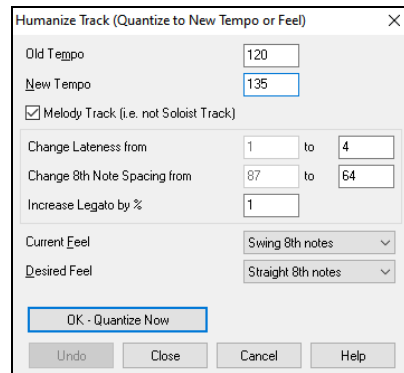 Humanize Track (Quantize to New Tempo or Feel)
Old Tempo 120
New Tempo 135
Melody Track (i.e. not Soloist Track)
Change Lateness from 1 to 4
Change 8th Note Spacing from 87 to 64
Increase Legato by % 1
Current Feel Swing 8th notes
Desired Feel Straight 8th notes
OK - Quantize Now
Undo Close Cancel Help